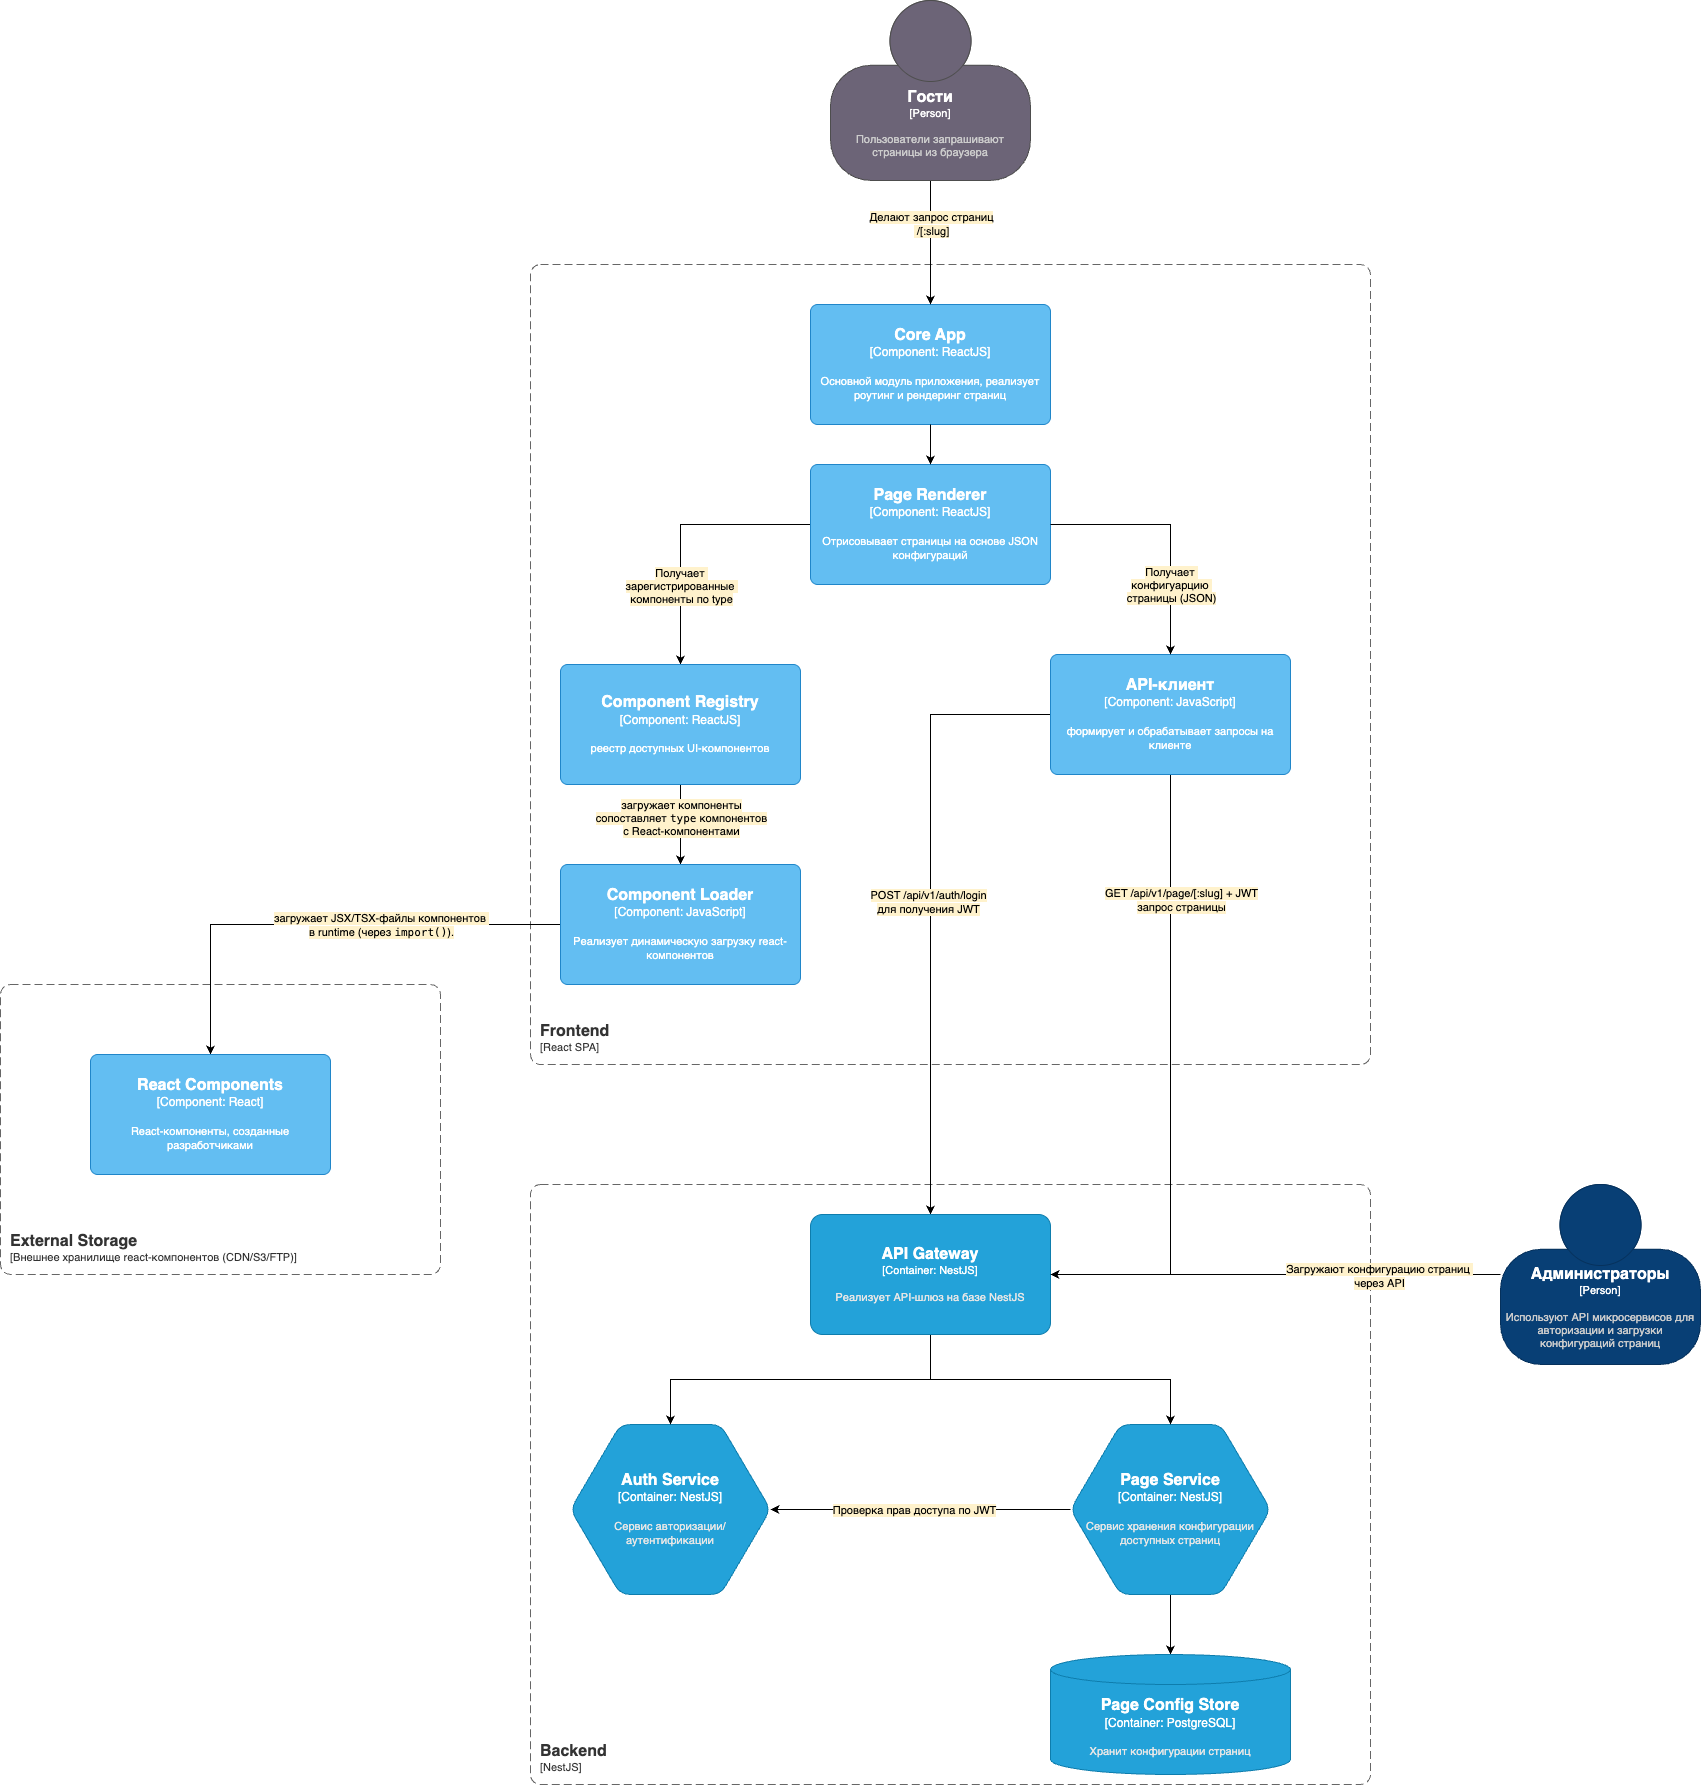 Гости
[Person]
Пользователи запрашивают
страницы из браузера
Делают запрос страниц
/[:slug]
Core App
[Component: ReactJS]
Основной модуль приложения, реализует
роутинг и рендеринг страниц
Page Renderer
[Component: ReactJS]
Отрисовывает страницы на основе JSON
конфигураций
Получает
зарегистрированные
компоненты по type
Получает
конфигуарцию
страницы (JSON)
Component Registry
[Component: ReactJS]
реестр доступных UI-компонентов
API-клиент
[Component: JavaScript]
формирует и обрабатывает запросы на
клиенте
загружает компоненты
сопоставляет type компонентов
с React-компонентами
Component Loader
[Component: JavaScript]
Реализует динамическую загрузку react-
компонентов
POST /api/v1/auth/login
для получения JWT
GET /api/v1/page/[:slug] + JWT
запрос страницы
загружает JSX/TSX-файлы компонентов
в runtime (через import()).
Frontend
[React SPA]
React Components
[Component: React]
React-компоненты, созданные
разработчиками
External Storage
[Внешнее хранилище react-компонентов (CDN/S3/FTP)]
API Gateway
[Container: NestJS]
Реализует API-шлюз на базе NestJS
Загружают конфигурацию страниц
через API
Администраторы
[Person]
Используют API микросервисов для
авторизации и загрузки
конфигураций страниц
Auth Service
[Container: NestJS]
Сервис авторизации/
аутентификации
Проверка прав доступа по JWT
Page Service
[Container: NestJS]
Сервис хранения конфигурации
доступных страниц
Page Config Store
[Container: PostgreSQL]
Хранит конфигурации страниц
Backend
[NestJS]